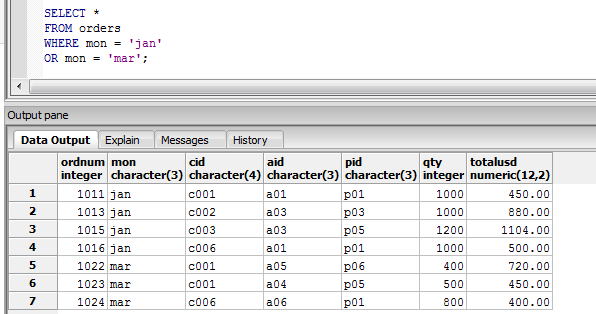 SELECT *
FROM orders
WHERE mon = 'jan'
OR mon = 'mar';
Output pane
Data Output Explain Messages History
ordnum mon cid aid pid qty totalusd
integer character(3) character(4) character(3) character(3) integer numeric(12,2)
1 1011 jan c001 a01 p01 1000 450.00
2 1013 jan c002 a03 p03 1000 880.00
3 1015 jan c003 a03 p05 1200 1104.00
4 1016 jan c006 a01 p01 1000 500.00
5 1022 mar c001 a05 p06 400 720.00
6 1023 mar c001 a04 p05 500 450.00
7 1024 mar c006 a06 p01 800 400.00